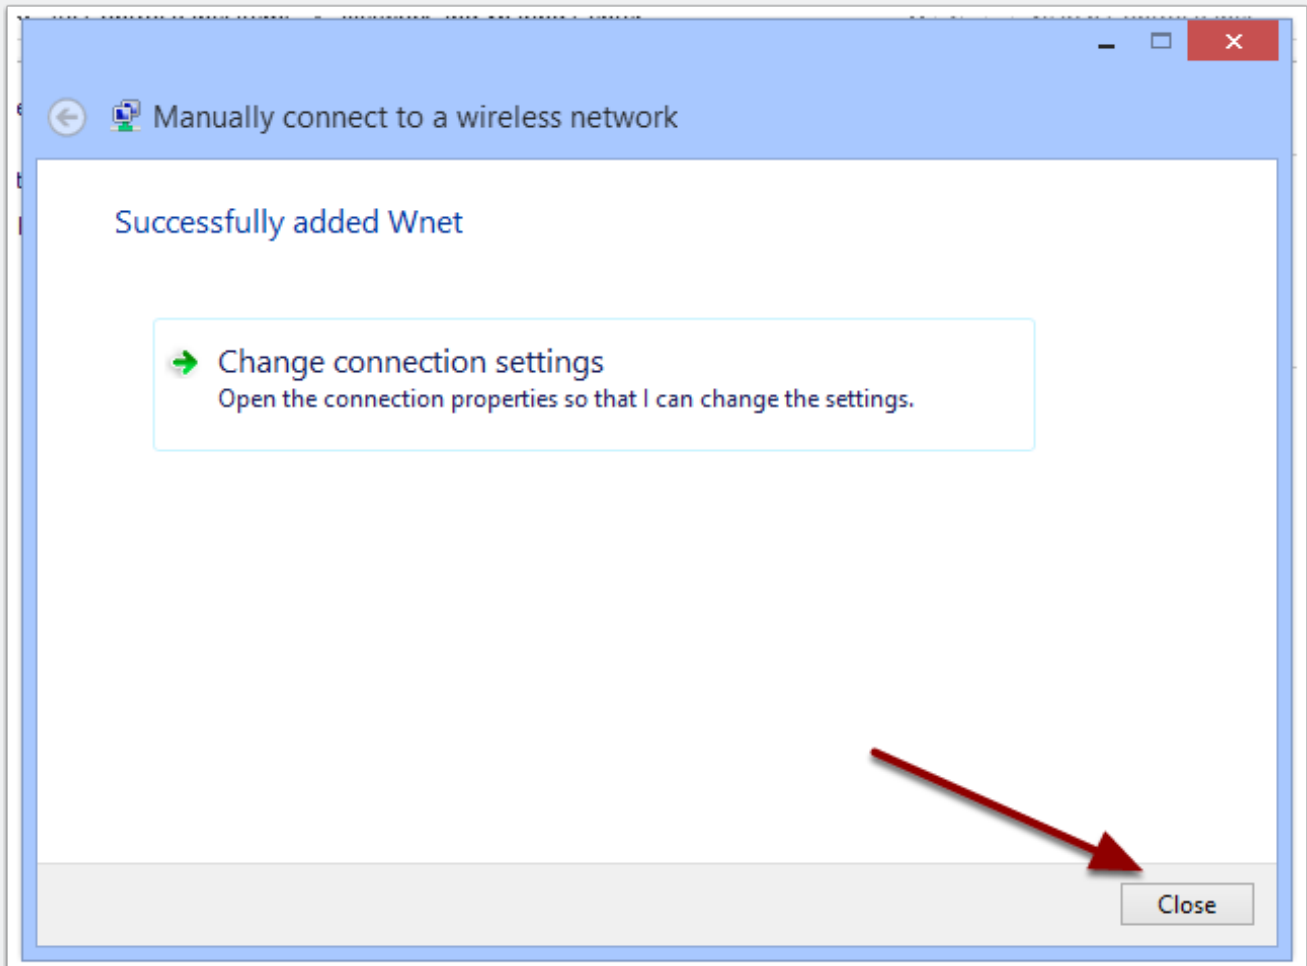 Manually connect to a wireless network
Successfully added Wnet
Change connection settings
Open the connection properties so that I can change the settings.
Close